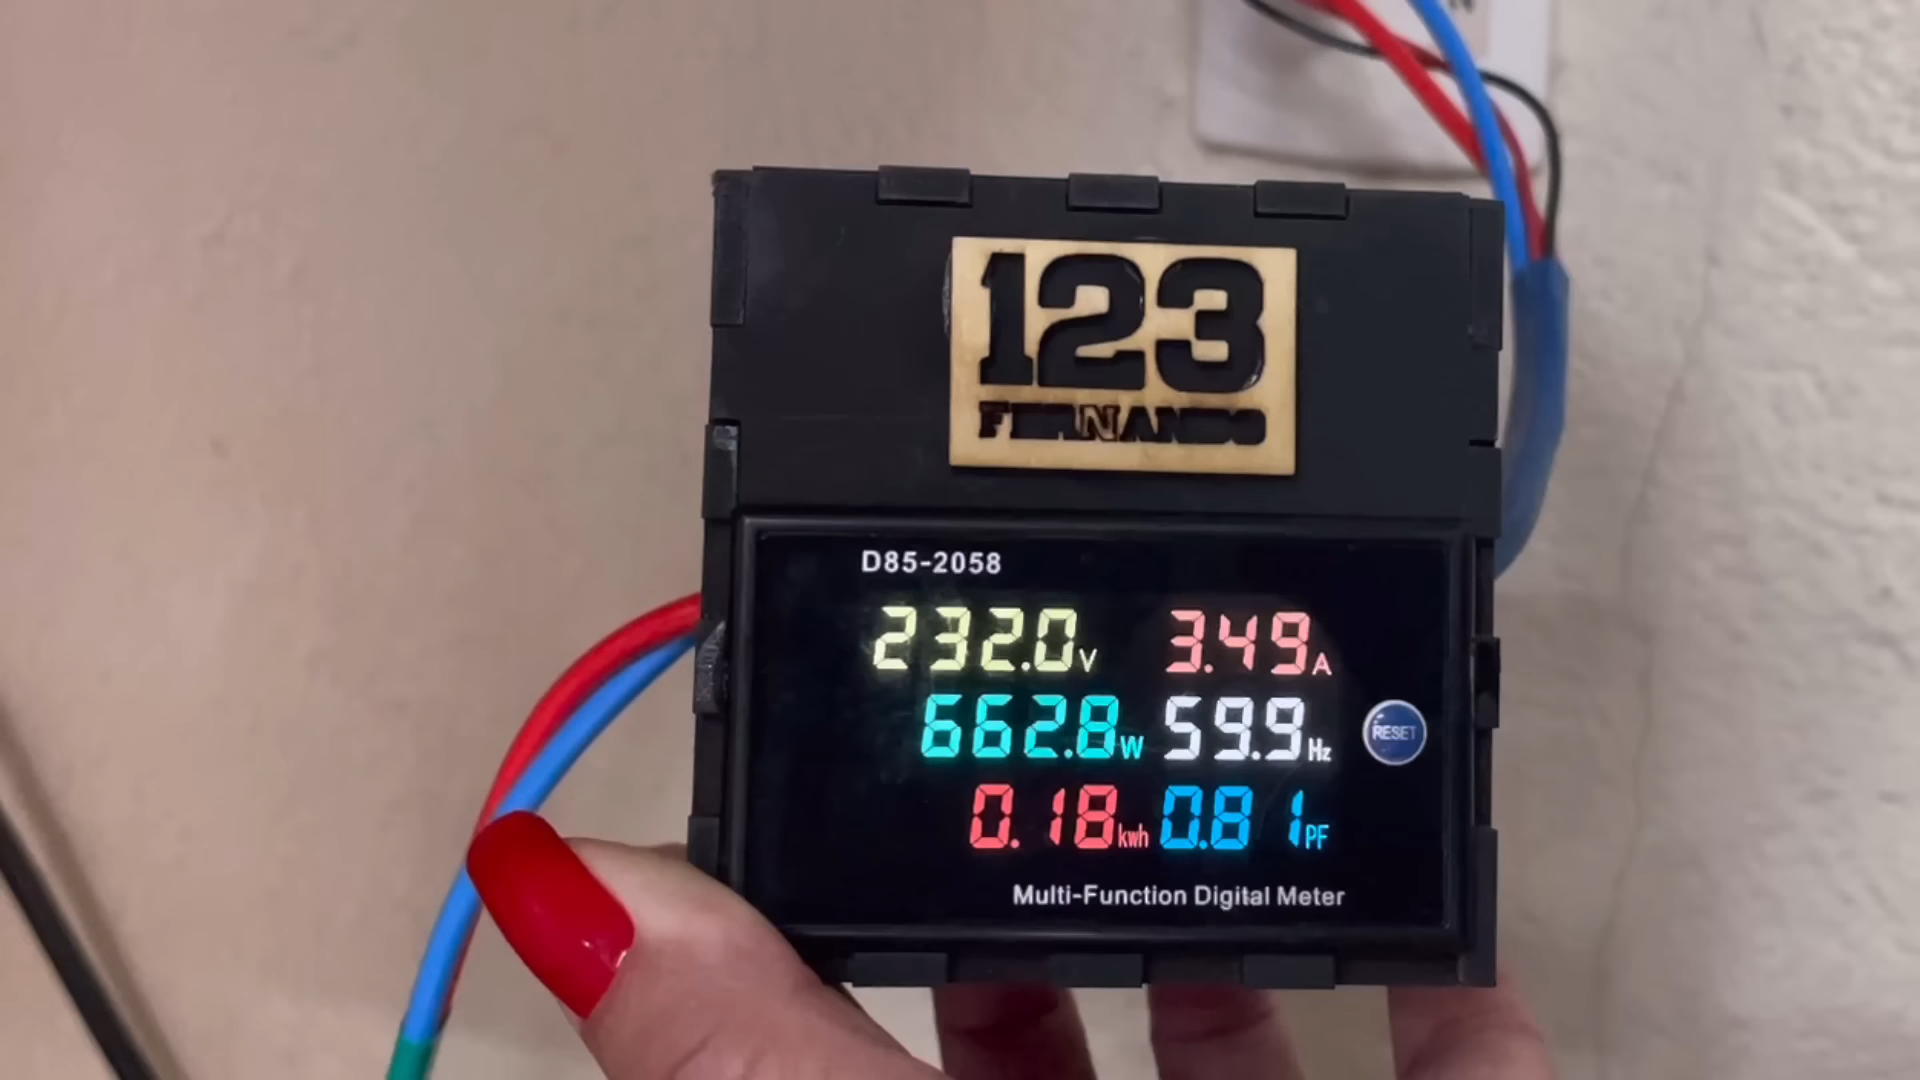 123
FERNANDO
D85-2058
232.0V 3.49A
662.8W 59.9Hz
RESET
0.18kwh 0.81PF
Multi-Function Digital Meter